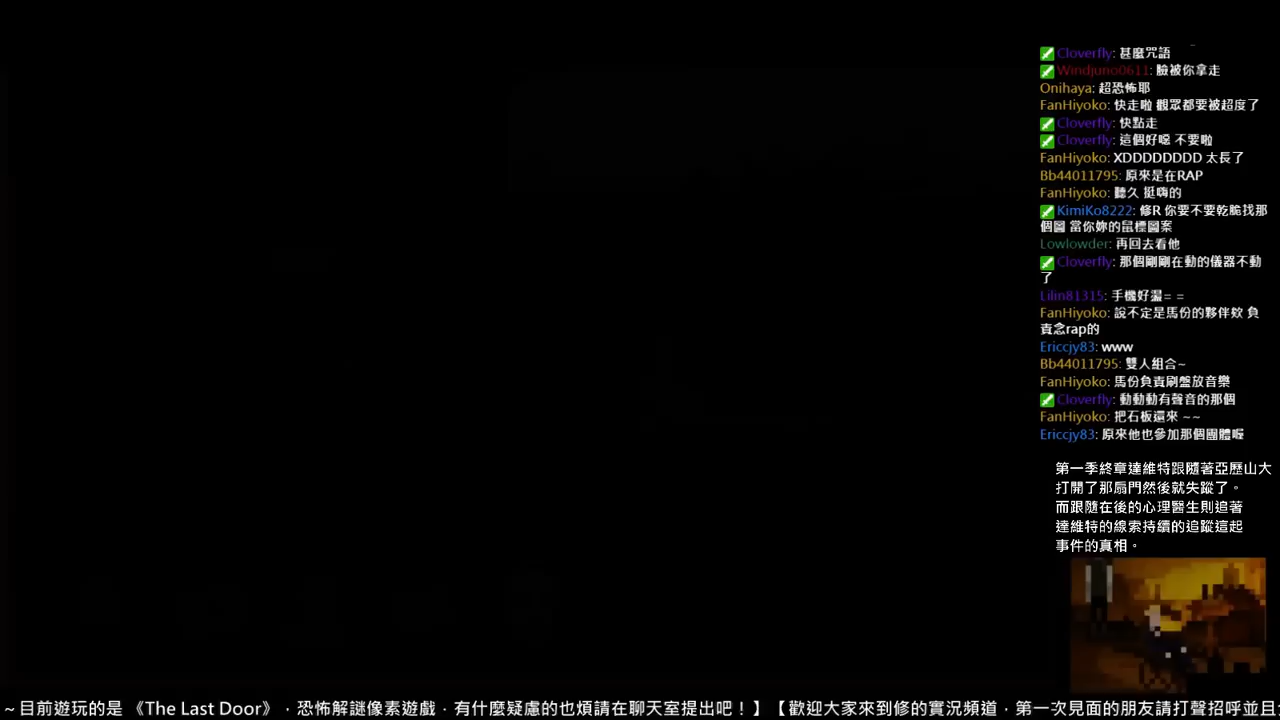 Cloverfly: 甚麼咒語
Windjuno0611: 臉被你拿走
Onihaya: 超恐怖耶
FanHiyoko: 快走啦 觀眾都要被超度了
Cloverfly: 快點走
Cloverfly: 這個好噁 不要啦
FanHiyoko: XDDDDDDDD 太長了
Bb44011795: 原來是在RAP
FanHiyoko: 聽久 挺嗨的
KimiKo8222: 修R 你要不要乾脆找那
個圖 當你妳的鼠標圖案
Lowlowder: 再回去看他
Cloverfly: 那個剛剛在動的儀器不動
了
Lilin81315: 手機好燙= =
FanHiyoko: 說不定是馬份的夥伴欸 負
責念rap的
Ericcjy83: www
Bb44011795: 雙人組合~
FanHiyoko: 馬份負責刷盤放音樂
Cloverfly: 動動動有聲音的那個
FanHiyoko: 把石板還來 ~~
Ericcjy83: 原來他也參加那個團體喔
第一季終章達維特跟隨著亞歷山大
打開了那扇門然後就失蹤了。
而跟隨在後的心理醫生則追著
達維特的線索持續的追蹤這起
事件的真相。
~目前遊玩的是 《The Last Door》，恐怖解謎像素遊戲，有什麼疑慮的也煩請在聊天室提出吧！】【歡迎大家來到修的實況頻道，第一次見面的朋友請打聲招呼並且